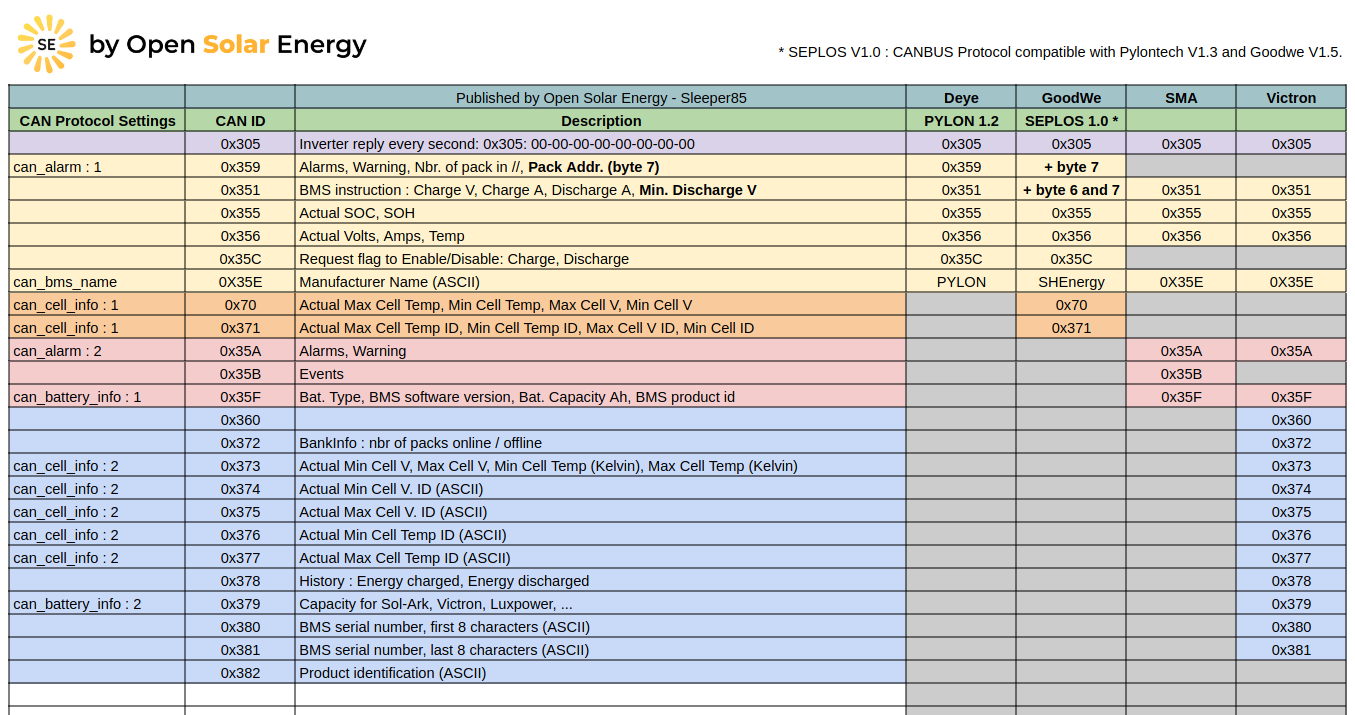 SE by Open Solar Energy
* SEPLOS V1.0 : CANBUS Protocol compatible with Pylontech V1.3 and Goodwe V1.5.
Published by Open Solar Energy - Sleeper85 Deye GoodWe SMA Victron
CAN Protocol Settings CAN ID Description PYLON 1.2 SEPLOS 1.0 *
0x305 Inverter reply every second: 0x305: 00-00-00-00-00-00-00-00 0x305 0x305 0x305 0x305
can_alarm : 1 0x359 Alarms, Warning, Nbr. of pack in //, Pack Addr. (byte 7) 0x359 + byte 7
0x351 BMS instruction : Charge V, Charge A, Discharge A, Min. Discharge V 0x351 + byte 6 and 7 0x351 0x351
0x355 Actual SOC, SOH 0x355 0x355 0x355 0x355
0x356 Actual Volts, Amps, Temp 0x356 0x356 0x356 0x356
0x35C Request flag to Enable/Disable: Charge, Discharge 0x35C 0x35C
can_bms_name 0X35E Manufacturer Name (ASCII) PYLON SHEnergy 0X35E 0X35E
can_cell_info : 1 0x70 Actual Max Cell Temp, Min Cell Temp, Max Cell V, Min Cell V 0x70
can_cell_info : 1 0x371 Actual Max Cell Temp ID, Min Cell Temp ID, Max Cell V ID, Min Cell ID 0x371
can_alarm : 2 0x35A Alarms, Warning 0x35A 0x35A
0x35B Events 0x35B
can_battery_info : 1 0x35F Bat. Type, BMS software version, Bat. Capacity Ah, BMS product id 0x35F 0x35F
0x360 0x360
0x372 BankInfo : nbr of packs online / offline 0x372
can_cell_info : 2 0x373 Actual Min Cell V, Max Cell V, Min Cell Temp (Kelvin), Max Cell Temp (Kelvin) 0x373
can_cell_info : 2 0x374 Actual Min Cell V. ID (ASCII) 0x374
can_cell_info : 2 0x375 Actual Max Cell V. ID (ASCII) 0x375
can_cell_info : 2 0x376 Actual Min Cell Temp ID (ASCII) 0x376
can_cell_info : 2 0x377 Actual Max Cell Temp ID (ASCII) 0x377
0x378 History : Energy charged, Energy discharged 0x378
can_battery_info : 2 0x379 Capacity for Sol-Ark, Victron, Luxpower, ... 0x379
0x380 BMS serial number, first 8 characters (ASCII) 0x380
0x381 BMS serial number, last 8 characters (ASCII) 0x381
0x382 Product identification (ASCII)